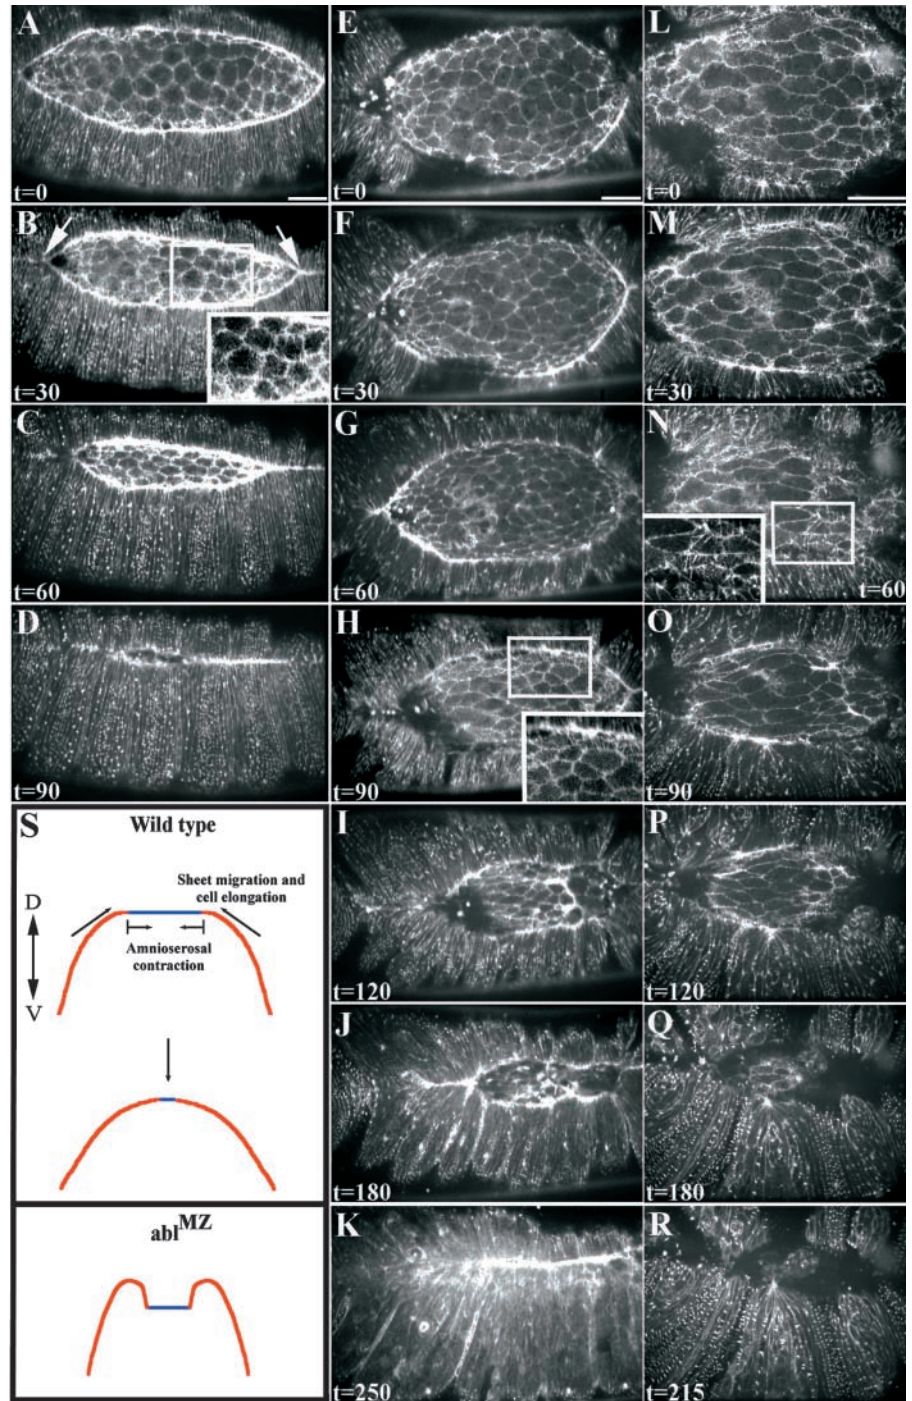 A
t=0
B
t=30
C
t=60
D
t=90
S
Wild type
Sheet migration and
cell elongation
D
Amnioserosal
contraction
V
abl^MZ
E
t=0
F
t=30
G
t=60
H
t=90
I
t=120
J
t=180
K
t=250
L
t=0
M
t=30
N
t=60
O
t=90
P
t=120
Q
t=180
R
t=215